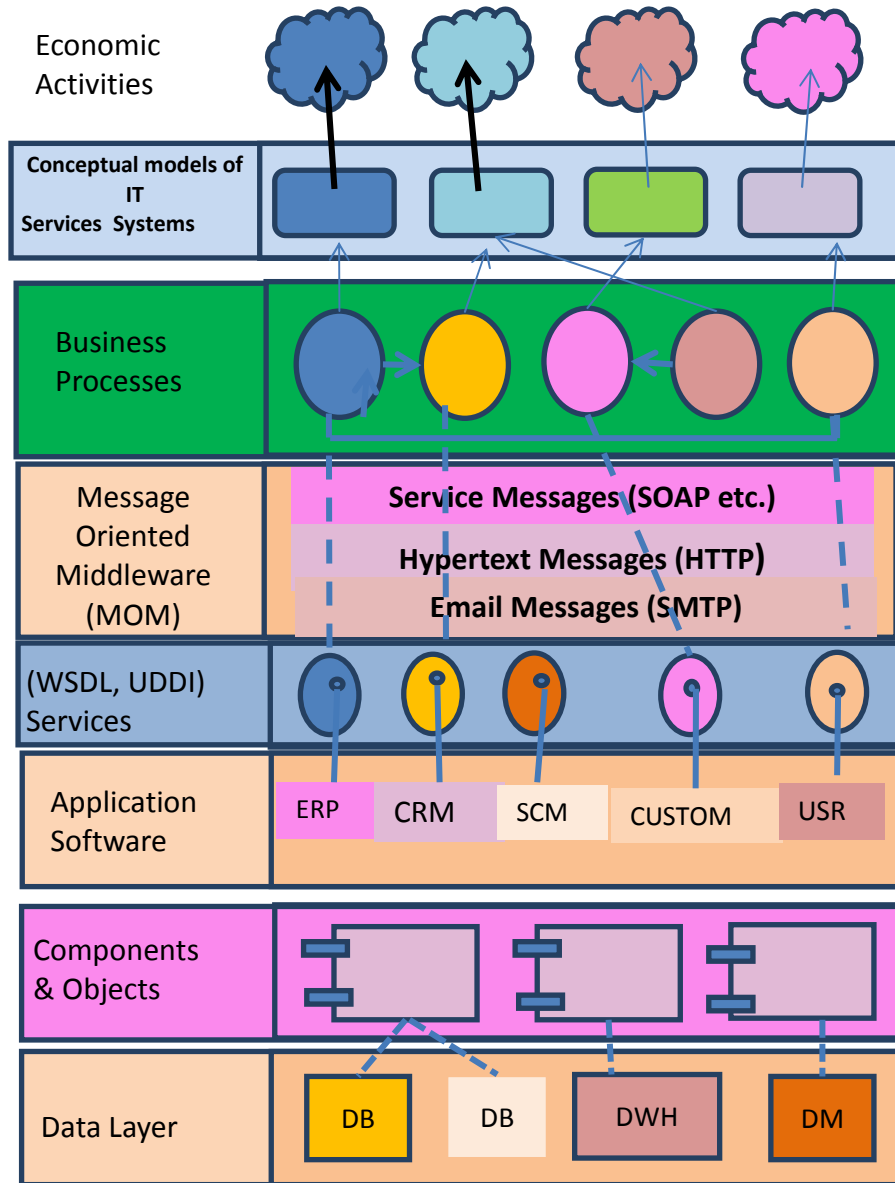 Economic
Activities
Conceptual models of
IT
Services Systems
Business
Processes
Message
Oriented
Middleware
(MOM)
Service Messages (SOAP etc.)
Hypertext Messages (HTTP)
Email Messages (SMTP)
(WSDL, UDDI)
Services
Application
Software
ERP
CRM
SCM
CUSTOM
USR
Components
& Objects
Data Layer
DB
DB
DWH
DM